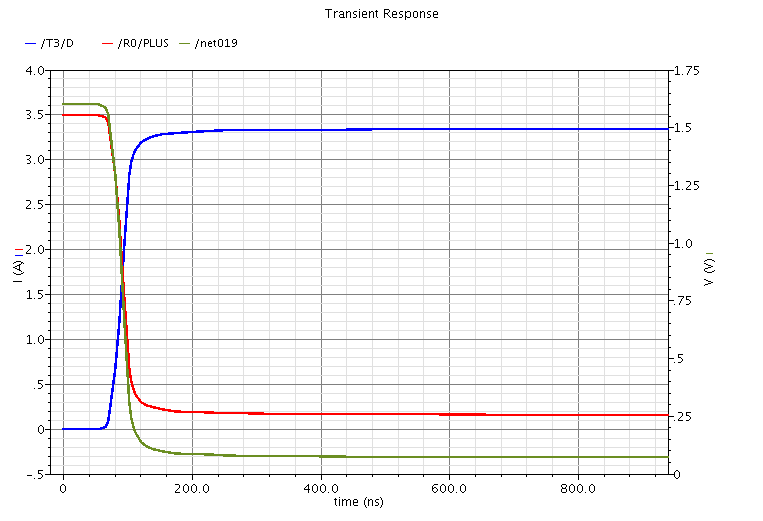 Transient Response
— /T3/D — /R0/PLUS — /net019
4.0 1.75
3.5
1.5
3.0
1.25
2.5
I (A) 2.0 1.0 V (V)
1.5 .75
1.0
.5
.5
.25
0
-.5 0
0 200.0 400.0 600.0 800.0
time (ns)